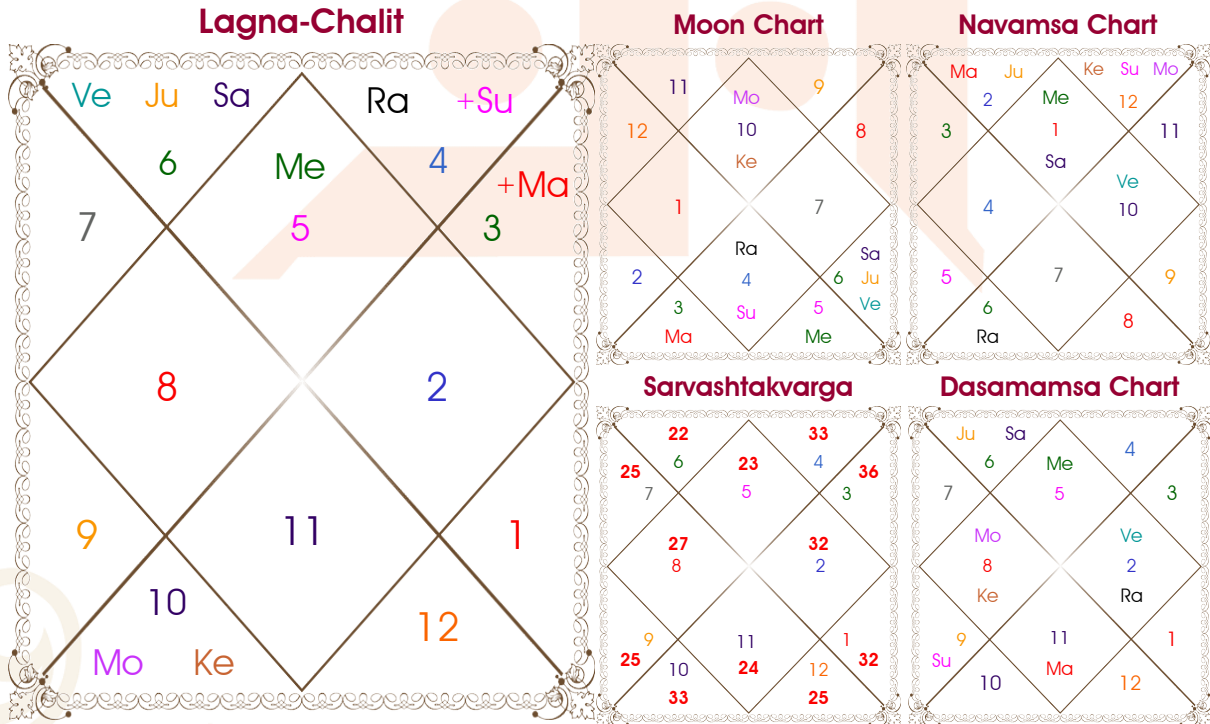 Lagna-Chalit
Ve Ju Sa Ra +Su
6 Me 4
+Ma
7 5 3
8 2
9 11 1
10 12
Mo Ke
Moon Chart
11 9
Mo
12 10 8
Ke
1 7
Ra Sa
2 4 6 Ju
3 Su 5 Ve
Ma Me
Navamsa Chart
Ma Ju Ke Su Mo
2 Me 12
3 1 11
Sa
Ve
4 10
5 7 9
6 8
Ra
Sarvashtakvarga
22 33
25 6 23 4 36
7 5 3
27 32
8 2
9 11 1
25 10 24 12 32
33 25
Dasamamsa Chart
Ju Sa 4
6 Me
7 5 3
Mo Ve
8 2
Ke Ra
9 11 1
Su 10 Ma 12